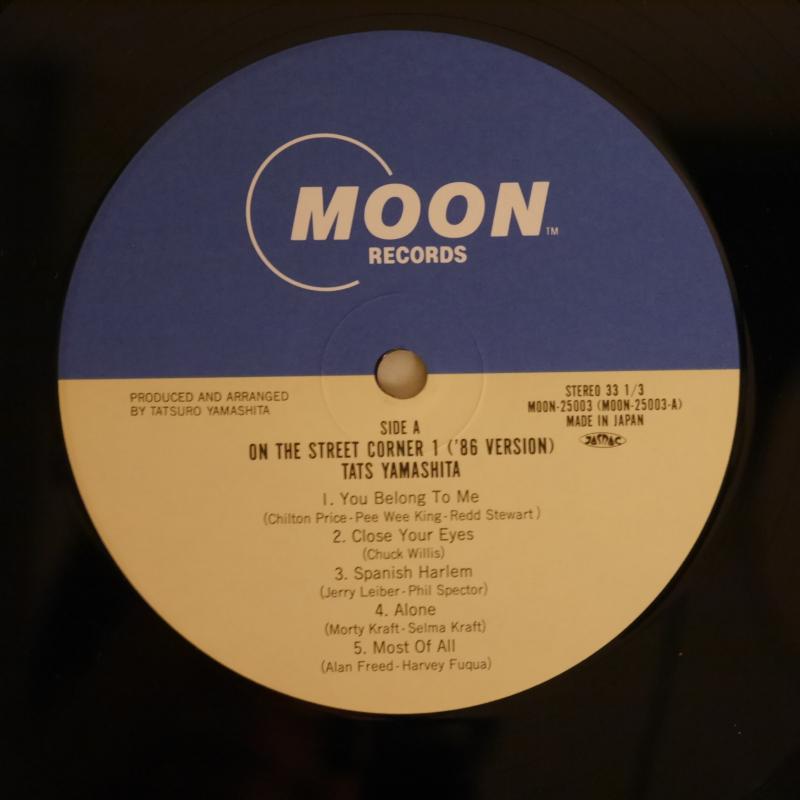 MOON™
RECORDS
PRODUCED AND ARRANGED
BY TATSURO YAMASHITA
STEREO 33 1/3
MOON-25003 (MOON-25003-A)
MADE IN JAPAN
JASRAC
SIDE A
ON THE STREET CORNER 1 ('86 VERSION)
TATS YAMASHITA
1. You Belong To Me
(Chilton Price-Pee Wee King-Redd Stewart)
2. Close Your Eyes
(Chuck Willis)
3. Spanish Harlem
(Jerry Leiber-Phil Spector)
4. Alone
(Morty Kraft-Selma Kraft)
5. Most Of All
(Alan Freed-Harvey Fuqua)